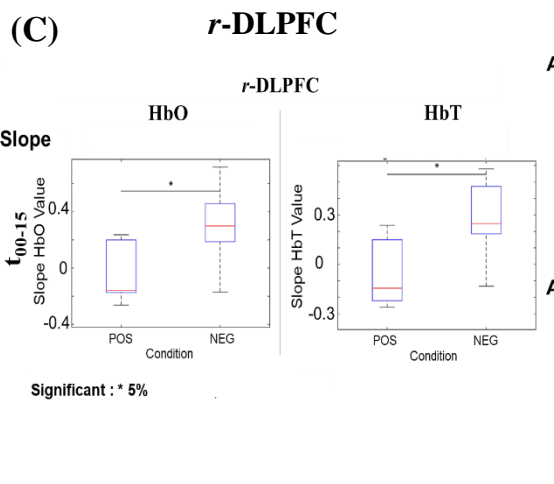 (C)
r-DLPFC
r-DLPFC
HbO
HbT
Slope
t00-15
Slope HbO Value
0.4
0
-0.4
POS
NEG
Condition
*
Slope HbT Value
0.3
0
-0.3
POS
NEG
Condition
*
Significant : * 5%
A
A